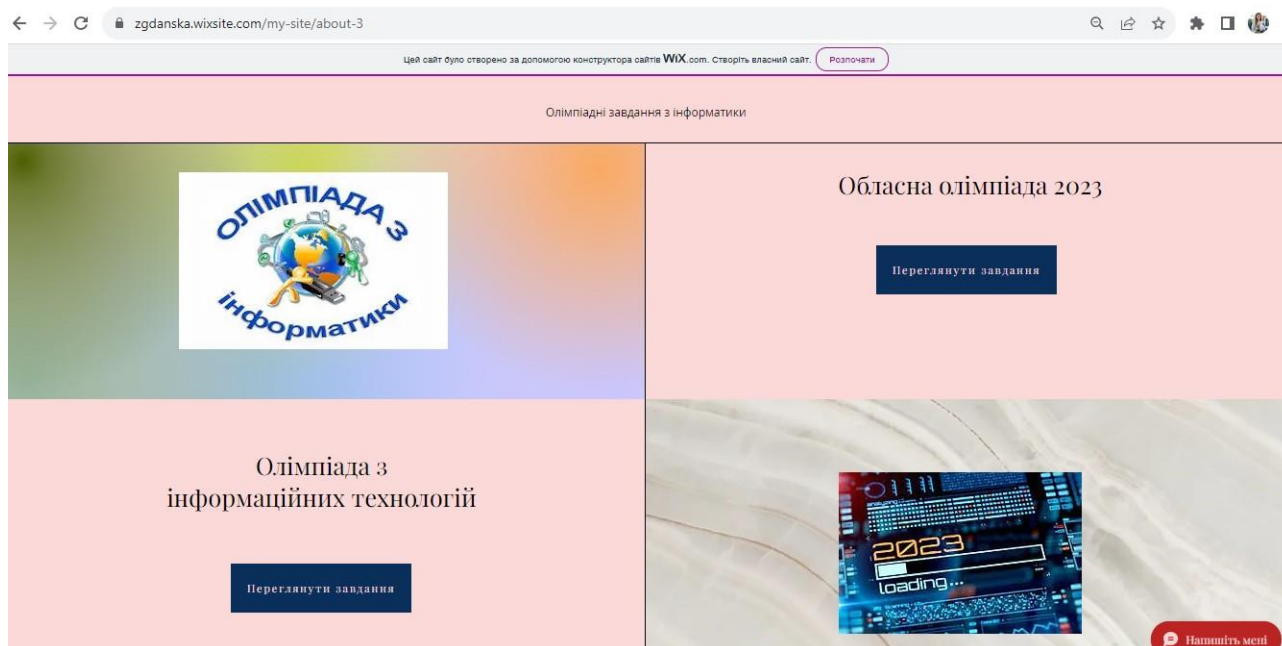 zgdanska.wixsite.com/my-site/about-3
Цей сайт було створено за допомогою конструктора сайтів WiX.com. Створіть власний сайт. Розпочати
Олімпіадні завдання з інформатики
ОЛІМПІАДА З
інформатики
Обласна олімпіада 2023
Переглянути завдання
Олімпіада з
інформаційних технологій
Переглянути завдання
2023
loading...
Напишіть мені